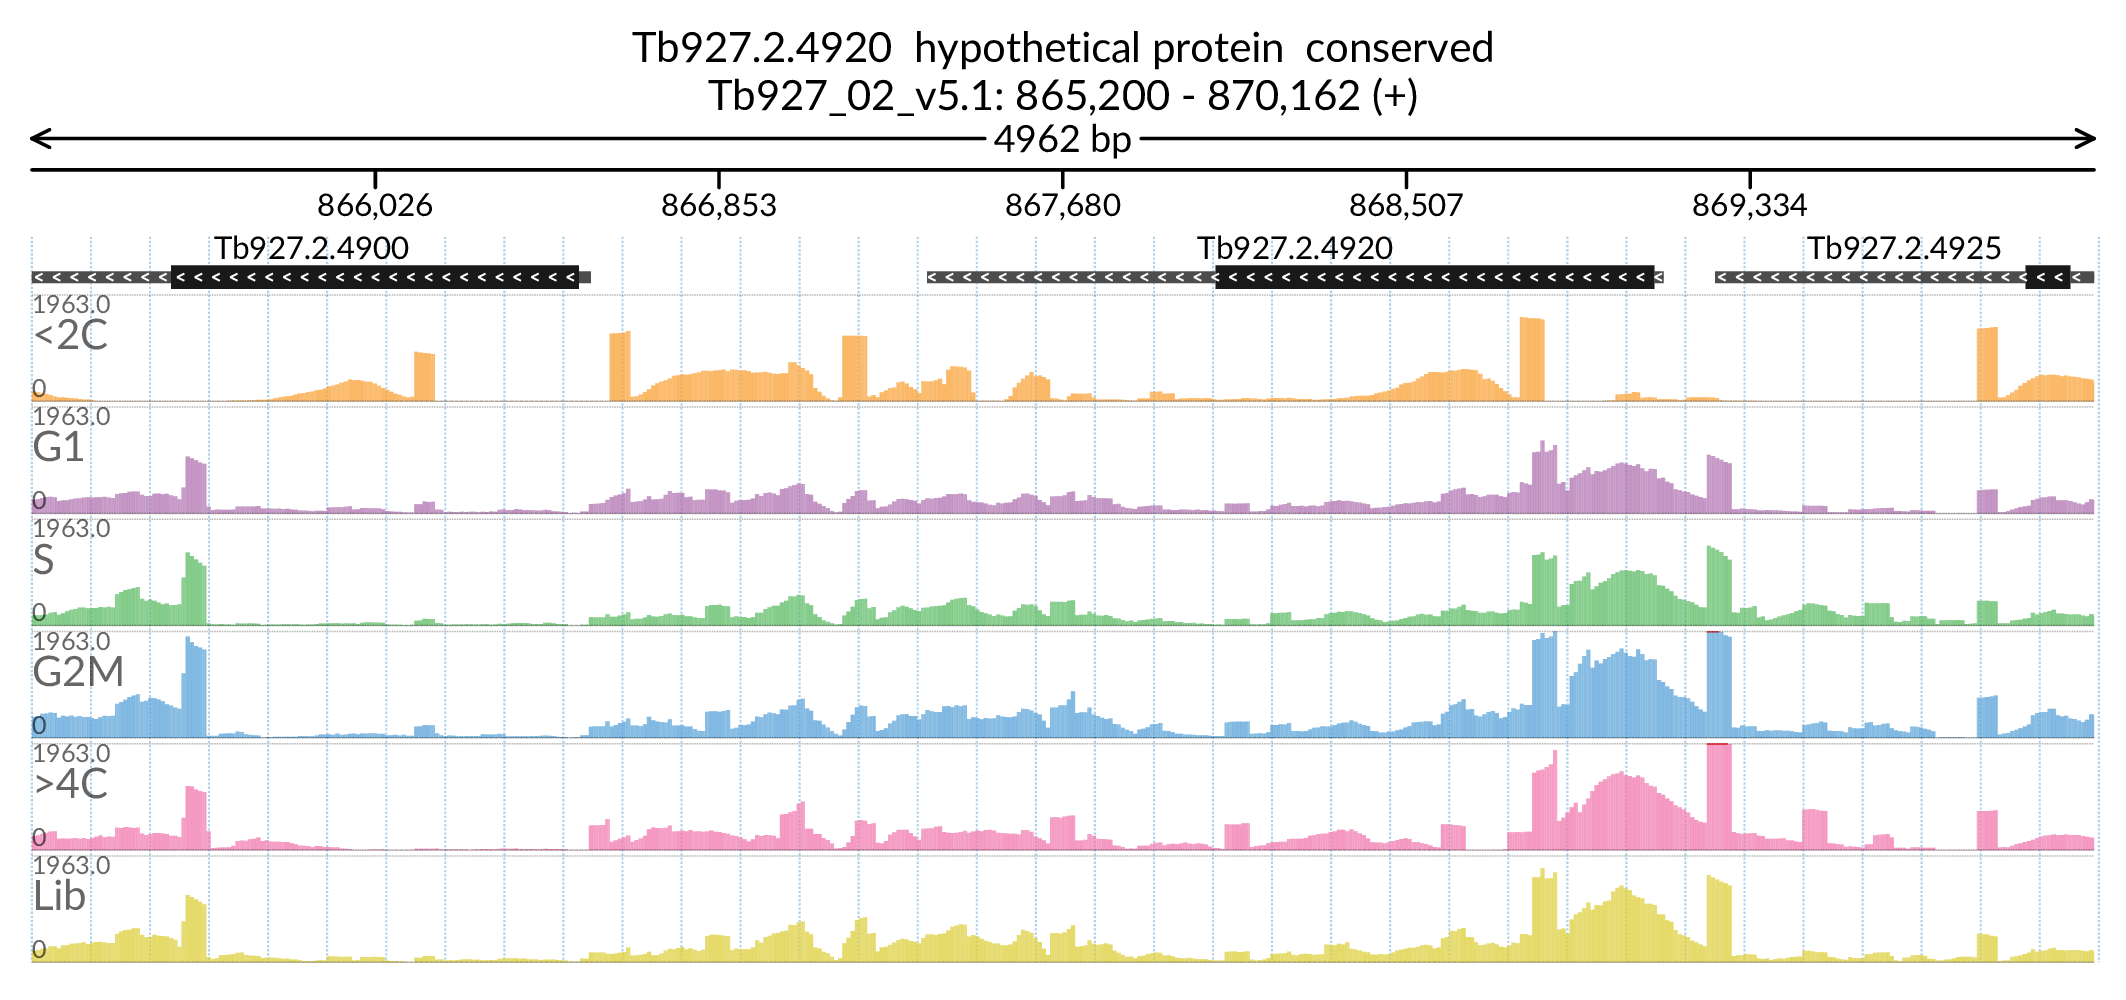 Tb927.2.4920 hypothetical protein conserved
Tb927_02_v5.1: 865,200 - 870,162 (+)
4962 bp
866,026 866,853 867,680 868,507 869,334
Tb927.2.4900 Tb927.2.4920 Tb927.2.4925
1963.0
<2C
0
1963.0
G1
0
1963.0
S
0
1963.0
G2M
0
1963.0
>4C
0
1963.0
Lib
0